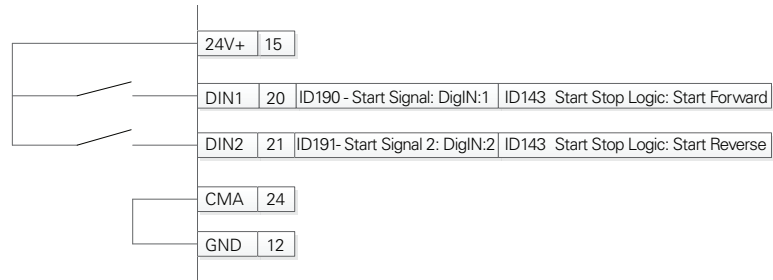 24V+ 15
DIN1 20 ID190 - Start Signal: DigIN:1 ID143 Start Stop Logic: Start Forward
DIN2 21 ID191- Start Signal 2: DigIN:2 ID143 Start Stop Logic: Start Reverse
CMA 24
GND 12